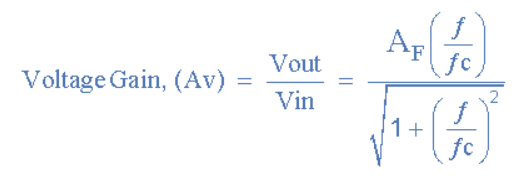 Voltage Gain, (Av) = Vout / Vin = A_F (f / fc) / √(1 + (f / fc)²)